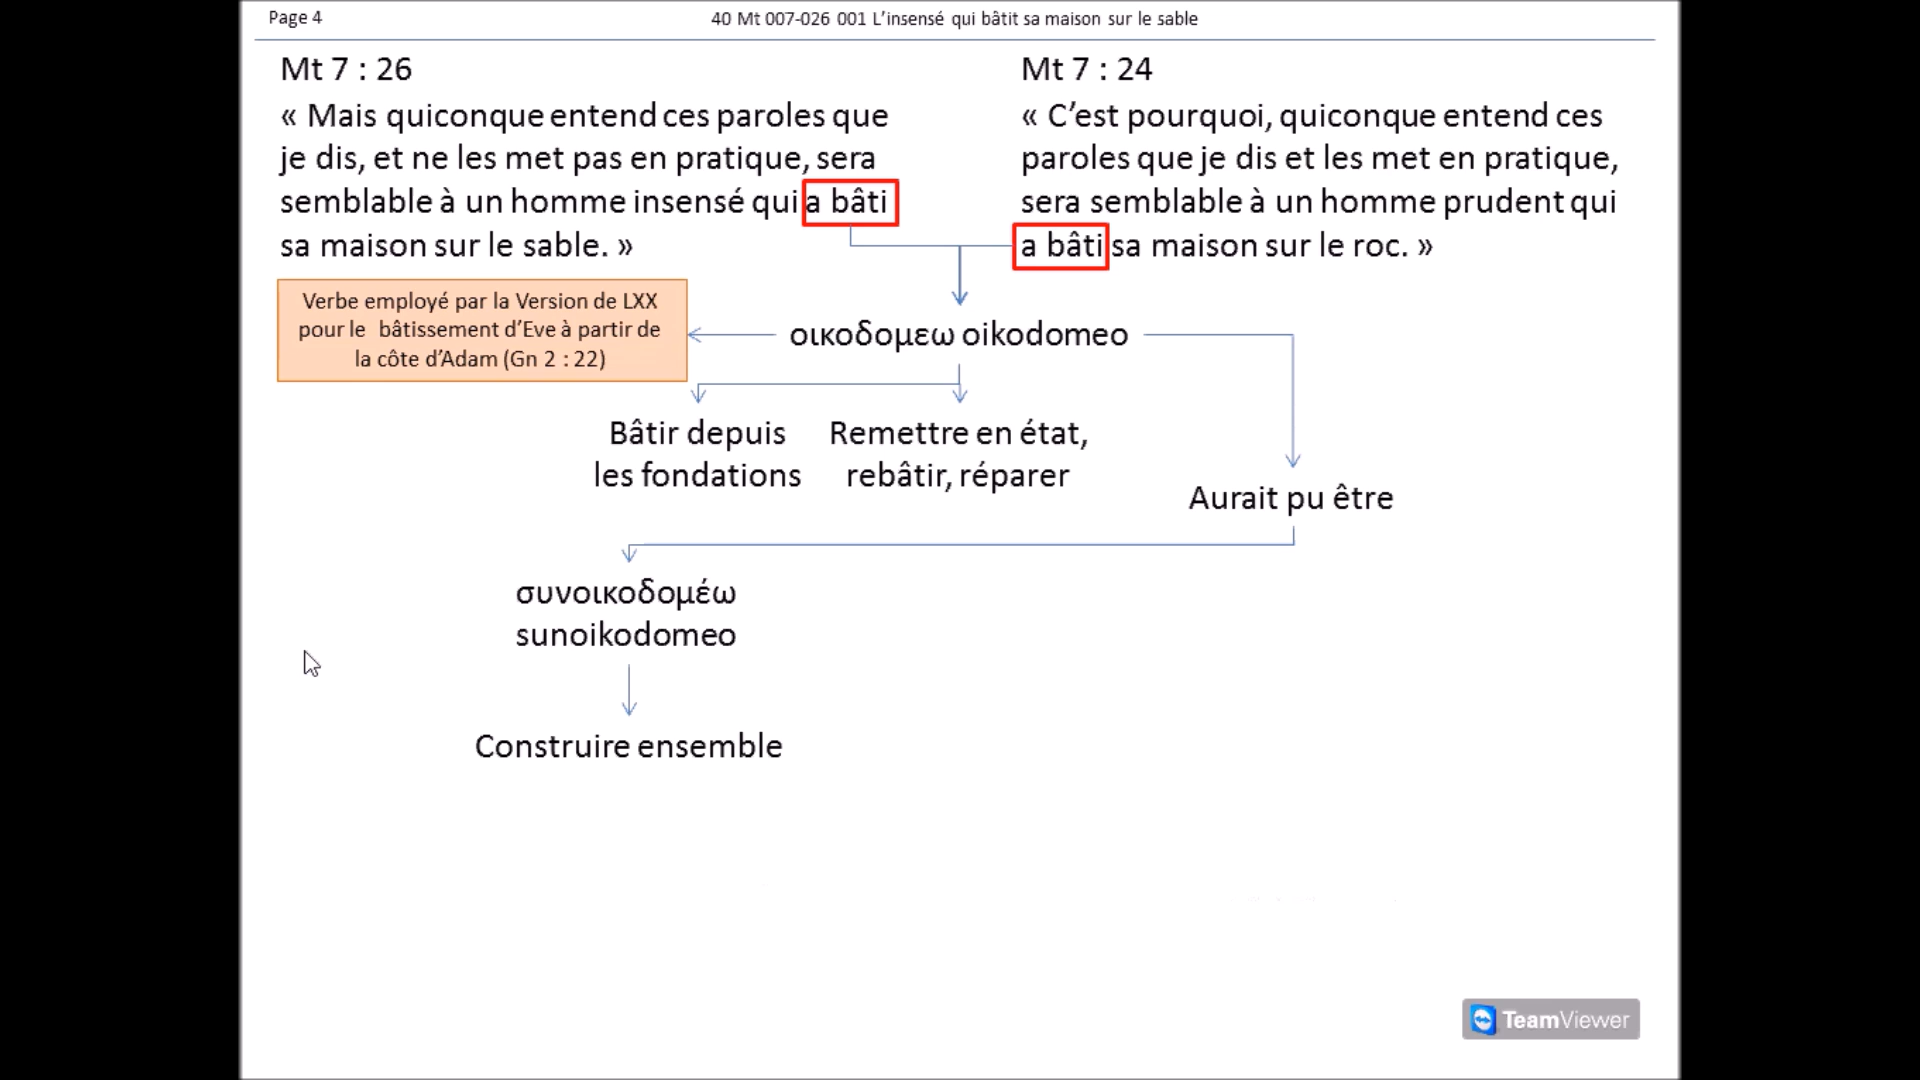 Page 4
40 Mt 007-026 001 L’insensé qui bâtit sa maison sur le sable
Mt 7 : 26
« Mais quiconque entend ces paroles que
je dis, et ne les met pas en pratique, sera
semblable à un homme insensé qui a bâti
sa maison sur le sable. »
Mt 7 : 24
« C’est pourquoi, quiconque entend ces
paroles que je dis et les met en pratique,
sera semblable à un homme prudent qui
a bâti sa maison sur le roc. »
Verbe employé par la Version de LXX
pour le bâtissement d’Eve à partir de
la côte d’Adam (Gn 2 : 22)
οικοδομεω oikodomeo
Bâtir depuis
les fondations
Remettre en état,
rebâtir, réparer
Aurait pu être
συνοικοδομέω
sunoikodomeo
Construire ensemble
TeamViewer